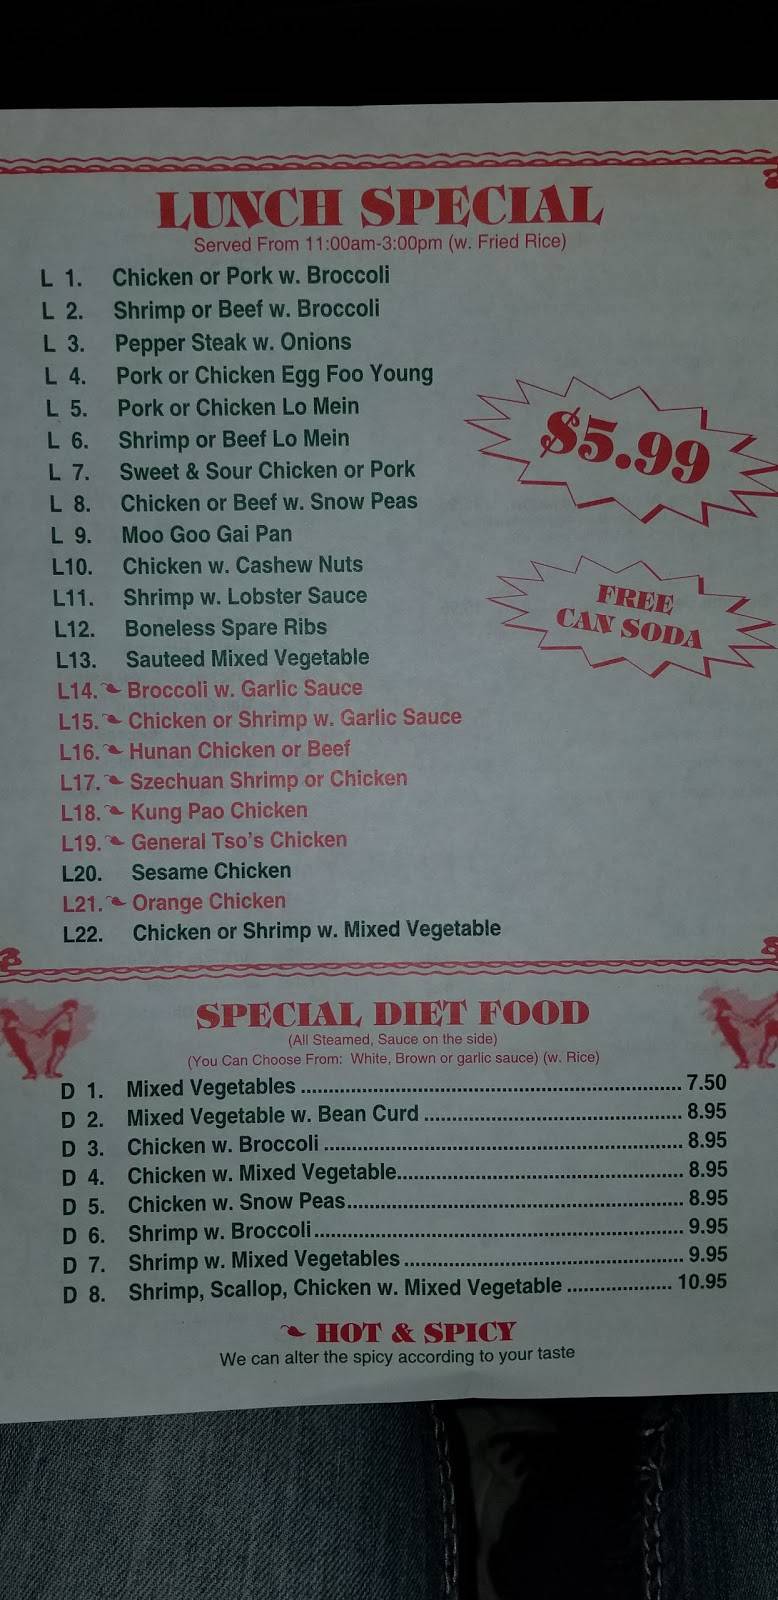 LUNCH SPECIAL
Served From 11:00am-3:00pm (w. Fried Rice)
L 1. Chicken or Pork w. Broccoli
L 2. Shrimp or Beef w. Broccoli
L 3. Pepper Steak w. Onions
L 4. Pork or Chicken Egg Foo Young
L 5. Pork or Chicken Lo Mein
L 6. Shrimp or Beef Lo Mein
L 7. Sweet & Sour Chicken or Pork
L 8. Chicken or Beef w. Snow Peas
L 9. Moo Goo Gai Pan
L10. Chicken w. Cashew Nuts
L11. Shrimp w. Lobster Sauce
L12. Boneless Spare Ribs
L13. Sauteed Mixed Vegetable
L14. Broccoli w. Garlic Sauce
L15. Chicken or Shrimp w. Garlic Sauce
L16. Hunan Chicken or Beef
L17. Szechuan Shrimp or Chicken
L18. Kung Pao Chicken
L19. General Tso's Chicken
L20. Sesame Chicken
L21. Orange Chicken
L22. Chicken or Shrimp w. Mixed Vegetable
$5.99
FREE
CAN SODA
SPECIAL DIET FOOD
(All Steamed, Sauce on the side)
(You Can Choose From: White, Brown or garlic sauce) (w. Rice)
D 1. Mixed Vegetables 7.50
D 2. Mixed Vegetable w. Bean Curd 8.95
D 3. Chicken w. Broccoli 8.95
D 4. Chicken w. Mixed Vegetable 8.95
D 5. Chicken w. Snow Peas 8.95
D 6. Shrimp w. Broccoli 9.95
D 7. Shrimp w. Mixed Vegetables 9.95
D 8. Shrimp, Scallop, Chicken w. Mixed Vegetable 10.95
HOT & SPICY
We can alter the spicy according to your taste